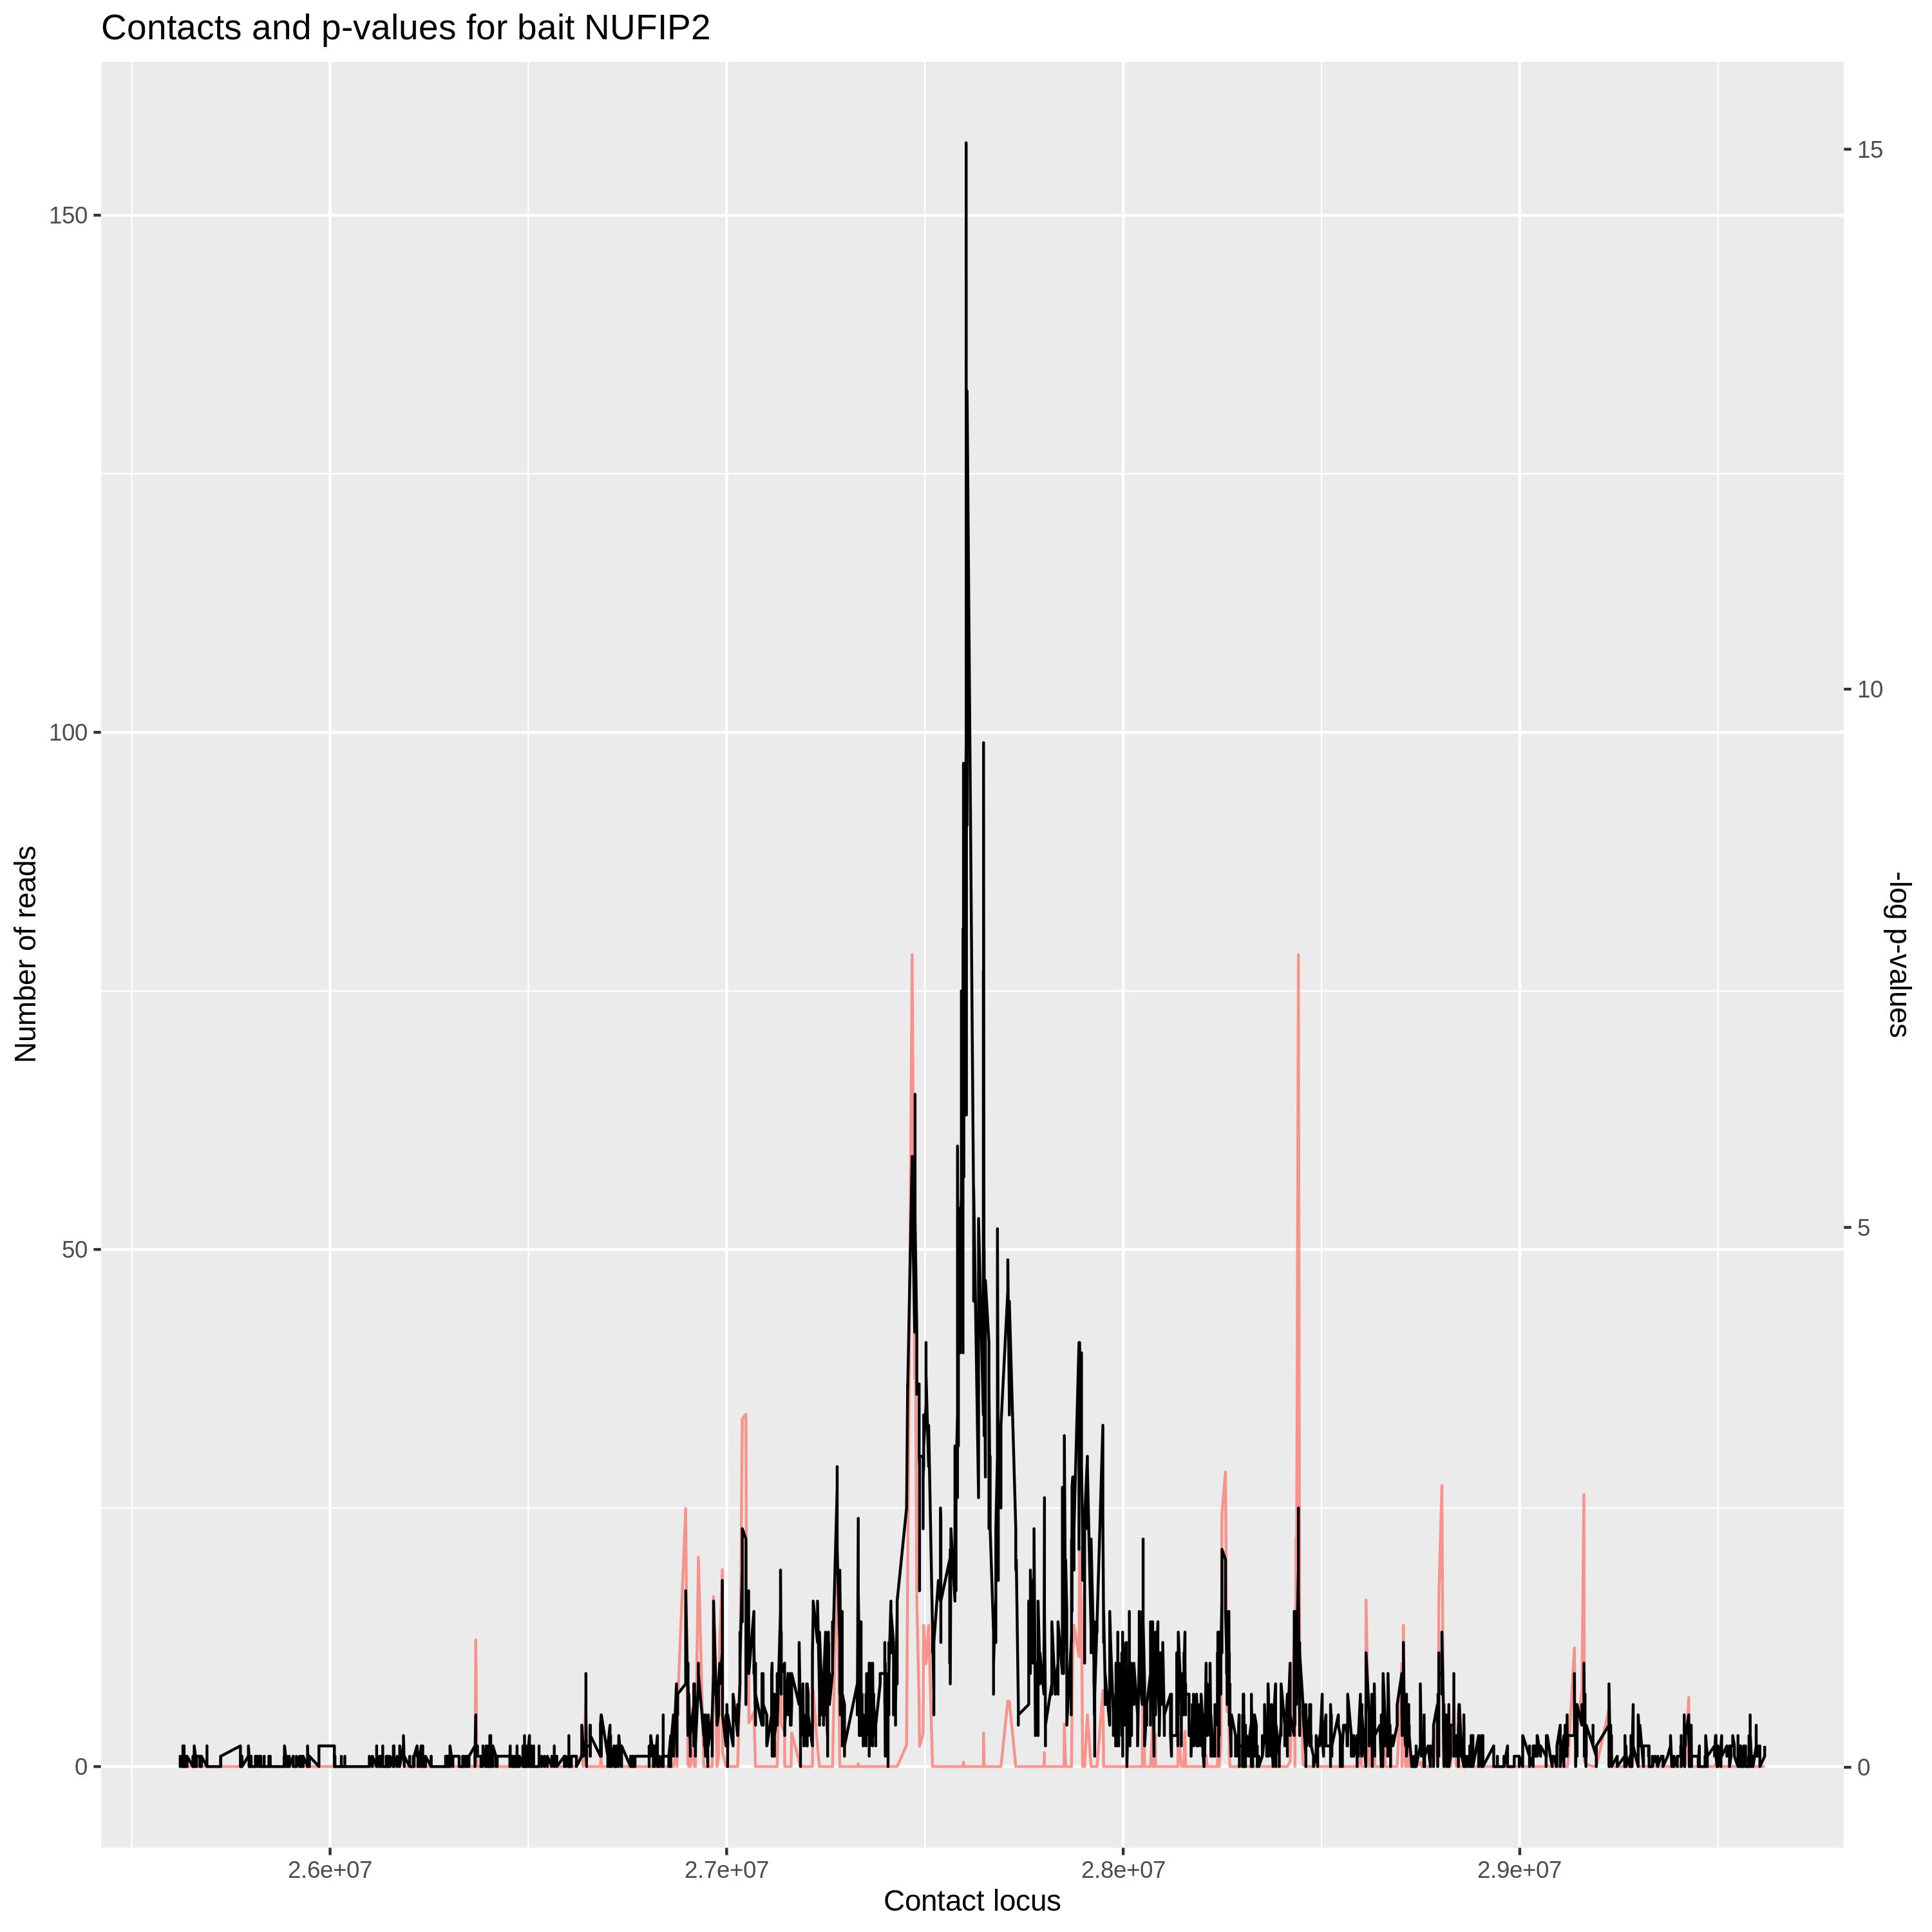 Contacts and p-values for bait NUFIP2
150
100
50
0
Number of reads
15
10
5
0
-log p-values
2.6e+07
2.7e+07
2.8e+07
2.9e+07
Contact locus